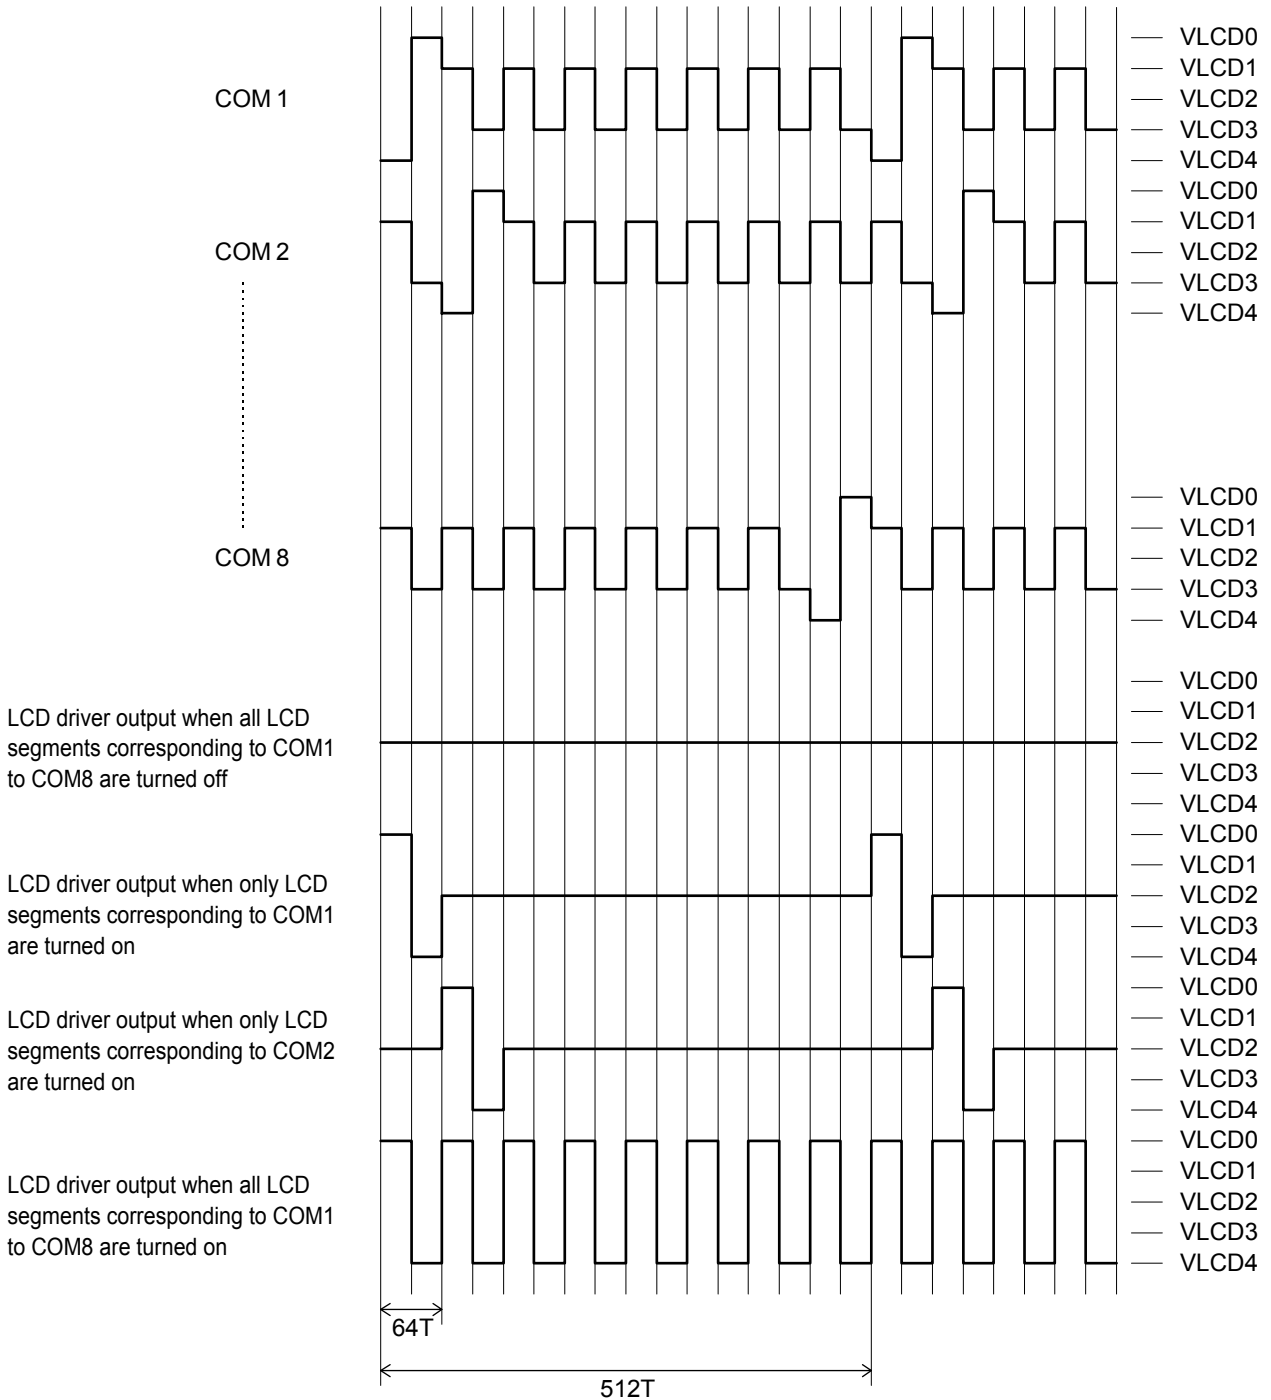 VLCD0
VLCD1
COM 1
VLCD2
VLCD3
VLCD4
VLCD0
VLCD1
COM 2
VLCD2
VLCD3
VLCD4
VLCD0
VLCD1
COM 8
VLCD2
VLCD3
VLCD4
LCD driver output when all LCD
segments corresponding to COM1
to COM8 are turned off
VLCD0
VLCD1
VLCD2
VLCD3
VLCD4
LCD driver output when only LCD
segments corresponding to COM1
are turned on
VLCD0
VLCD1
VLCD2
VLCD3
VLCD4
LCD driver output when only LCD
segments corresponding to COM2
are turned on
VLCD0
VLCD1
VLCD2
VLCD3
VLCD4
LCD driver output when all LCD
segments corresponding to COM1
to COM8 are turned on
VLCD0
VLCD1
VLCD2
VLCD3
VLCD4
64T
512T